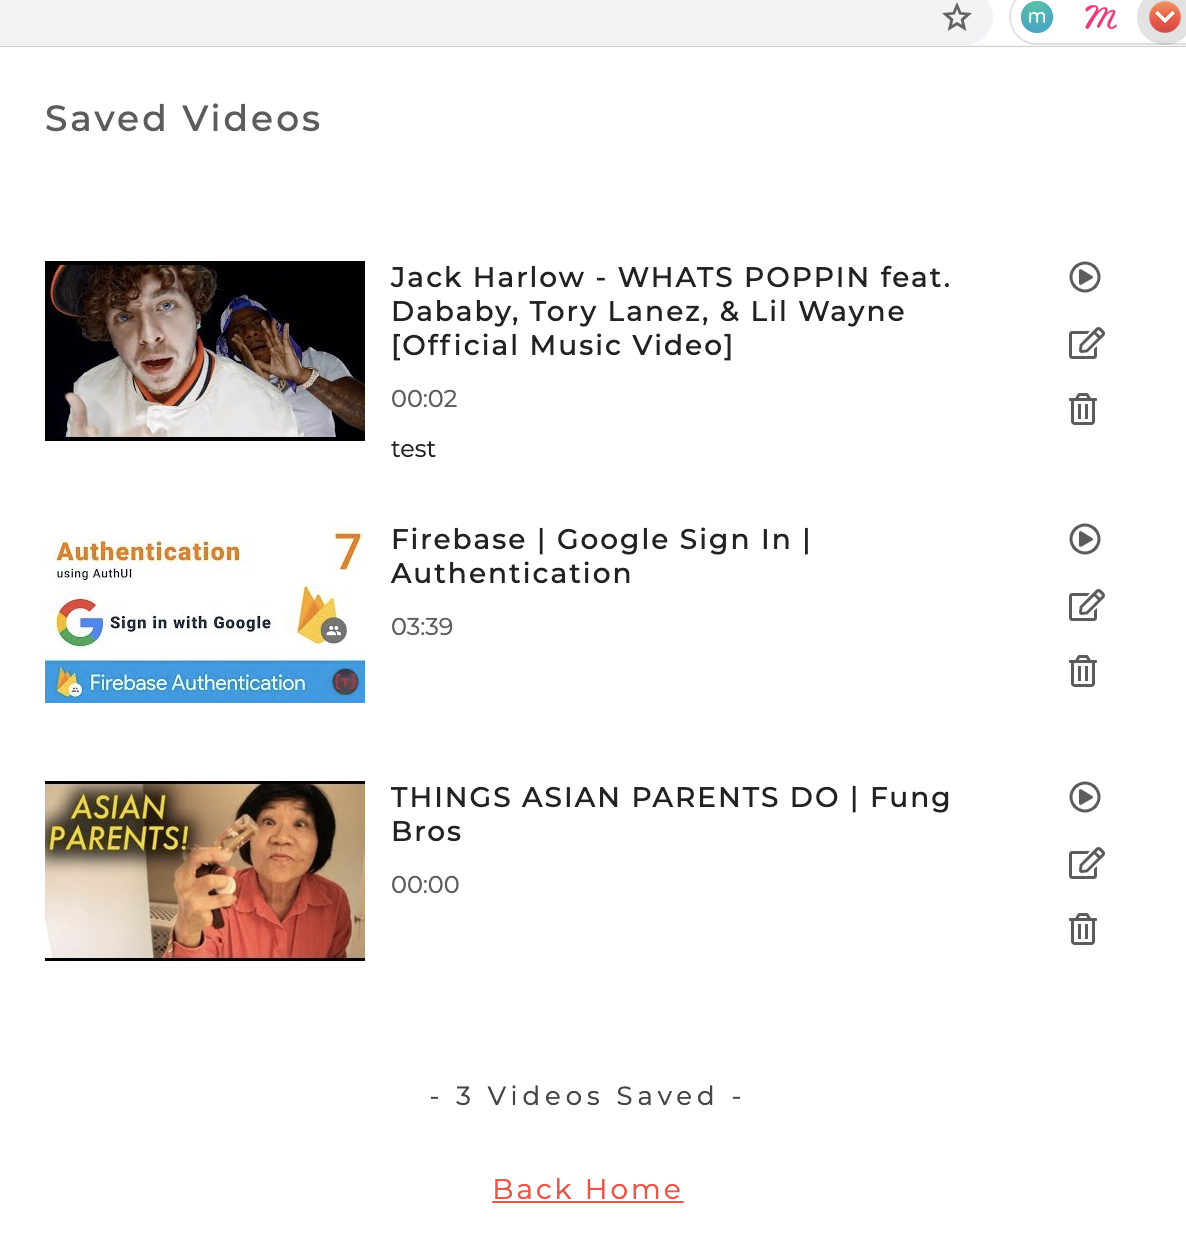 m
Saved Videos
Jack Harlow - WHATS POPPIN feat.
Dababy, Tory Lanez, & Lil Wayne
[Official Music Video]
00:02
test
Authentication
7
using AuthUI
Sign in with Google
Firebase Authentication
Firebase | Google Sign In |
Authentication
03:39
ASIAN
PARENTS!
THINGS ASIAN PARENTS DO | Fung
Bros
00:00
- 3 Videos Saved -
Back Home